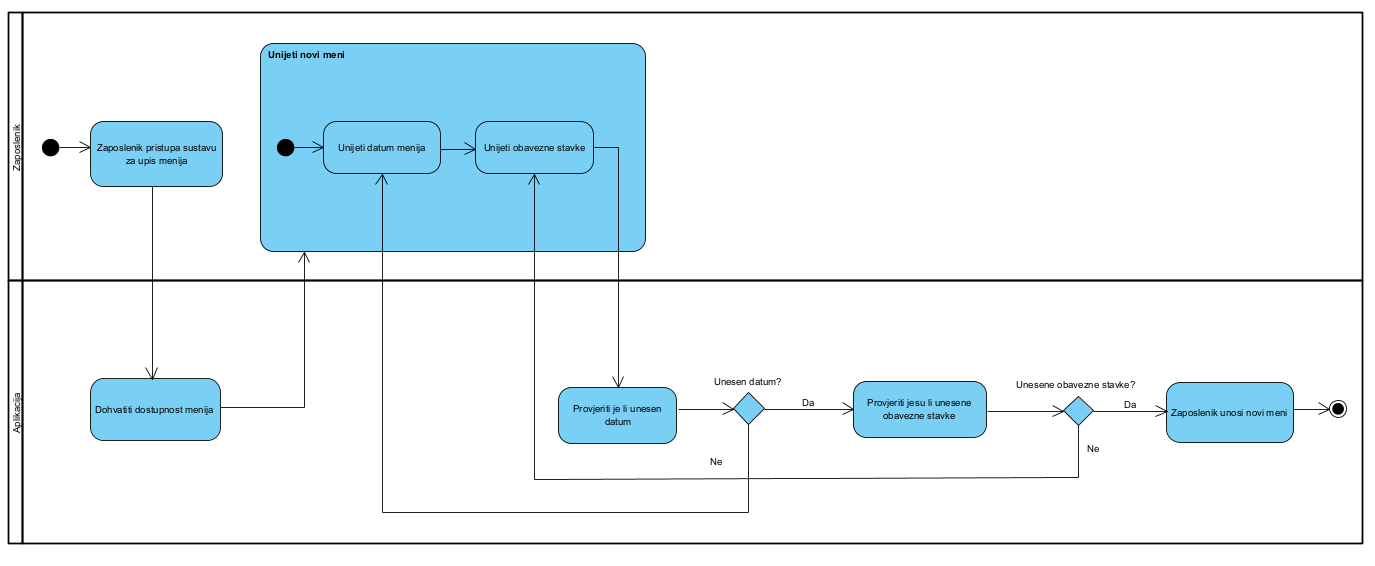 Zaposlenik
Unijeti novi meni
Zaposlenik pristupa sustavu
za upis menija
Unijeti datum menija
Unijeti obavezne stavke
Aplikacija
Dohvatiti dostupnost menija
Provjeriti je li unesen
datum
Unesen datum?
Da
Ne
Provjeriti jesu li unesene
obavezne stavke
Unesene obavezne stavke?
Da
Ne
Zaposlenik unosi novi meni